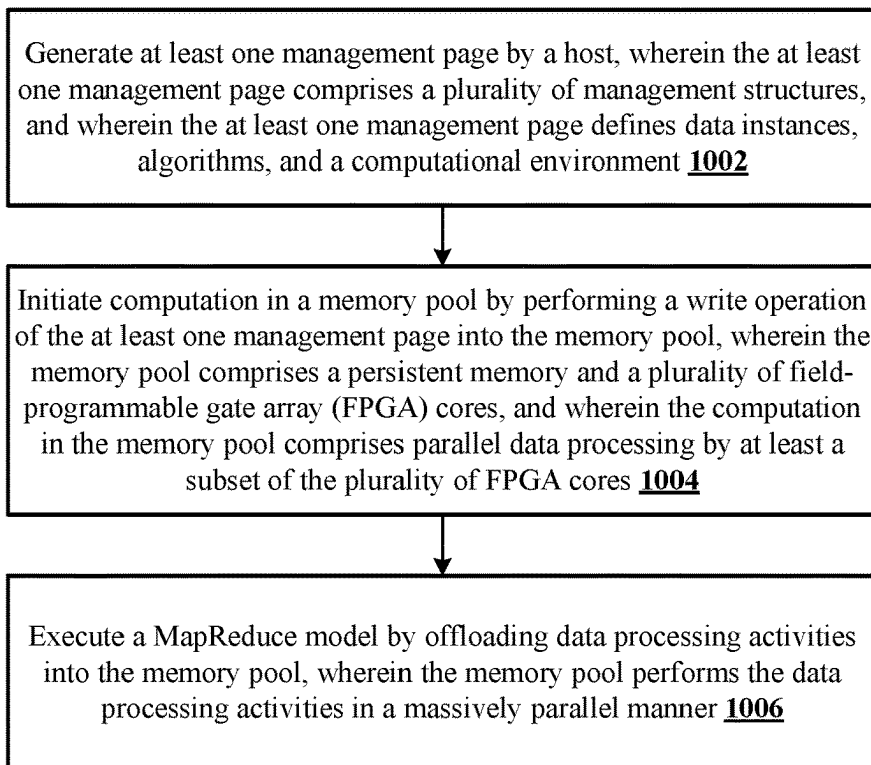 Generate at least one management page by a host, wherein the at least
one management page comprises a plurality of management structures,
and wherein the at least one management page defines data instances,
algorithms, and a computational environment 1002
Initiate computation in a memory pool by performing a write operation
of the at least one management page into the memory pool, wherein the
memory pool comprises a persistent memory and a plurality of field-
programmable gate array (FPGA) cores, and wherein the computation
in the memory pool comprises parallel data processing by at least a
subset of the plurality of FPGA cores 1004
Execute a MapReduce model by offloading data processing activities
into the memory pool, wherein the memory pool performs the data
processing activities in a massively parallel manner 1006